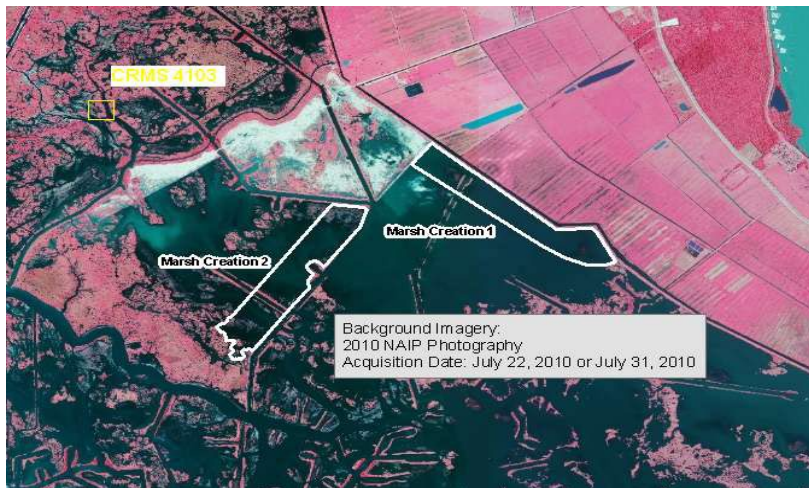 CRMS 4103
Marsh Creation 1
Marsh Creation 2
Background Imagery:
2010 NAIP Photography
Acquisition Date: July 22, 2010 or July 31, 2010